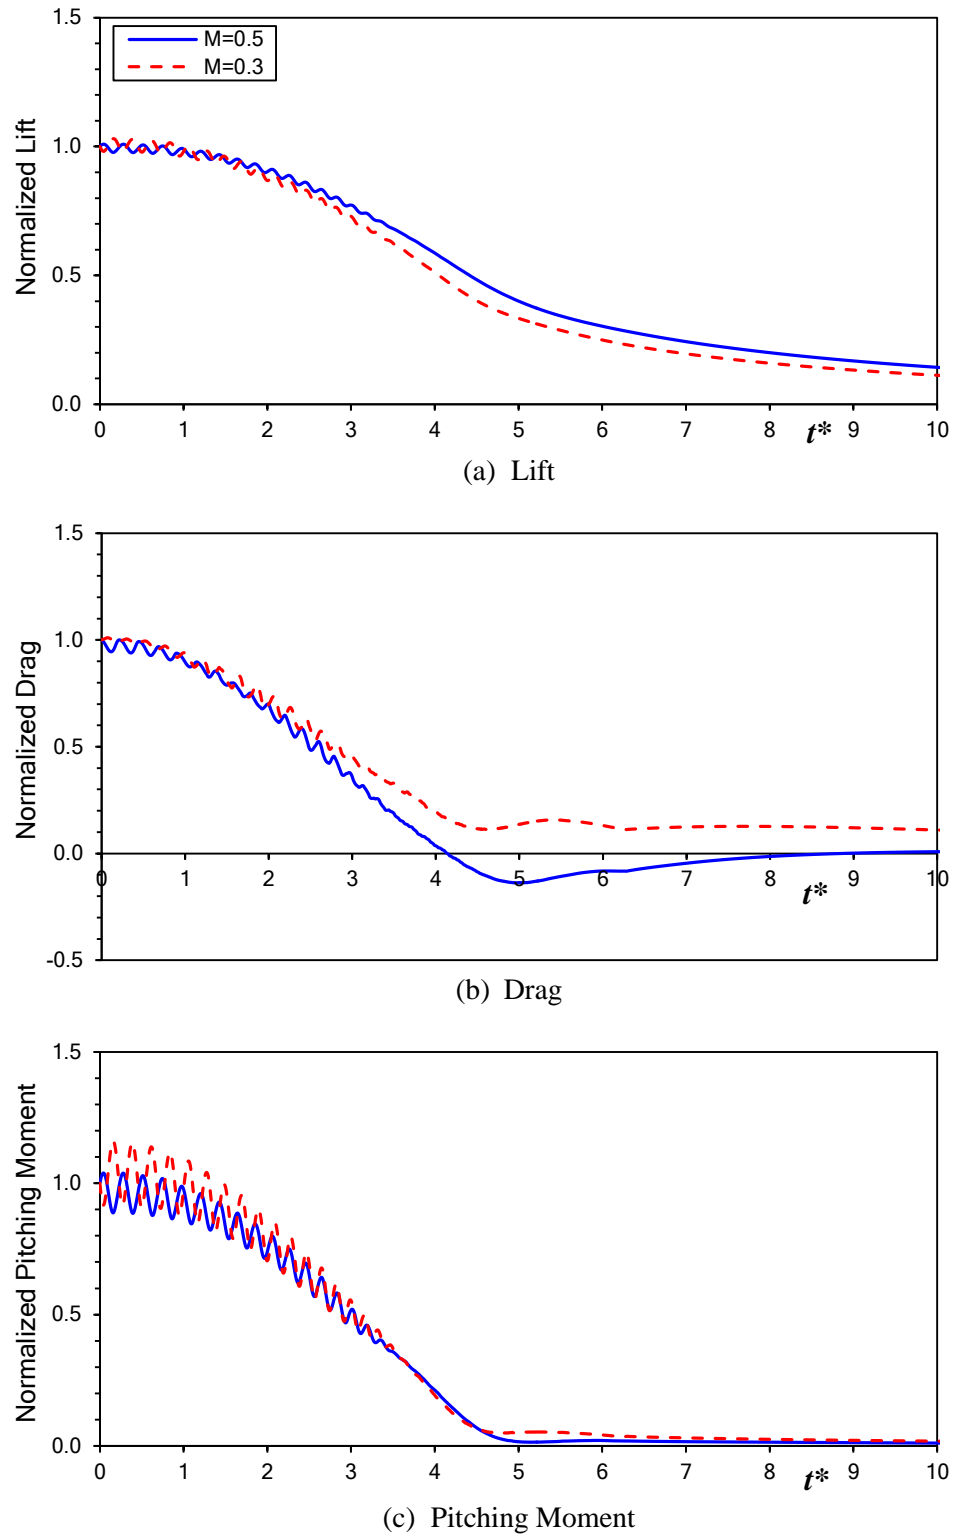 1.5
M=0.5
M=0.3
1.0
Normalized Lift
0.5
0.0
0 1 2 3 4 5 6 7 8 t* 9 10
(a) Lift
1.5
1.0
Normalized Drag
0.5
0.0
0 1 2 3 4 5 6 7 8 t* 9 10
-0.5
(b) Drag
1.5
Normalized Pitching Moment
1.0
0.5
0.0
0 1 2 3 4 5 6 7 8 t* 9 10
(c) Pitching Moment